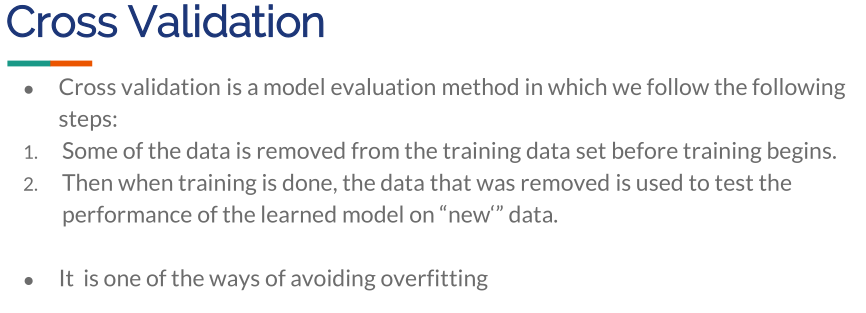 Cross Validation
● Cross validation is a model evaluation method in which we follow the following
steps:
1. Some of the data is removed from the training data set before training begins.
2. Then when training is done, the data that was removed is used to test the
performance of the learned model on “new‘” data.
● It  is one of the ways of avoiding overfitting